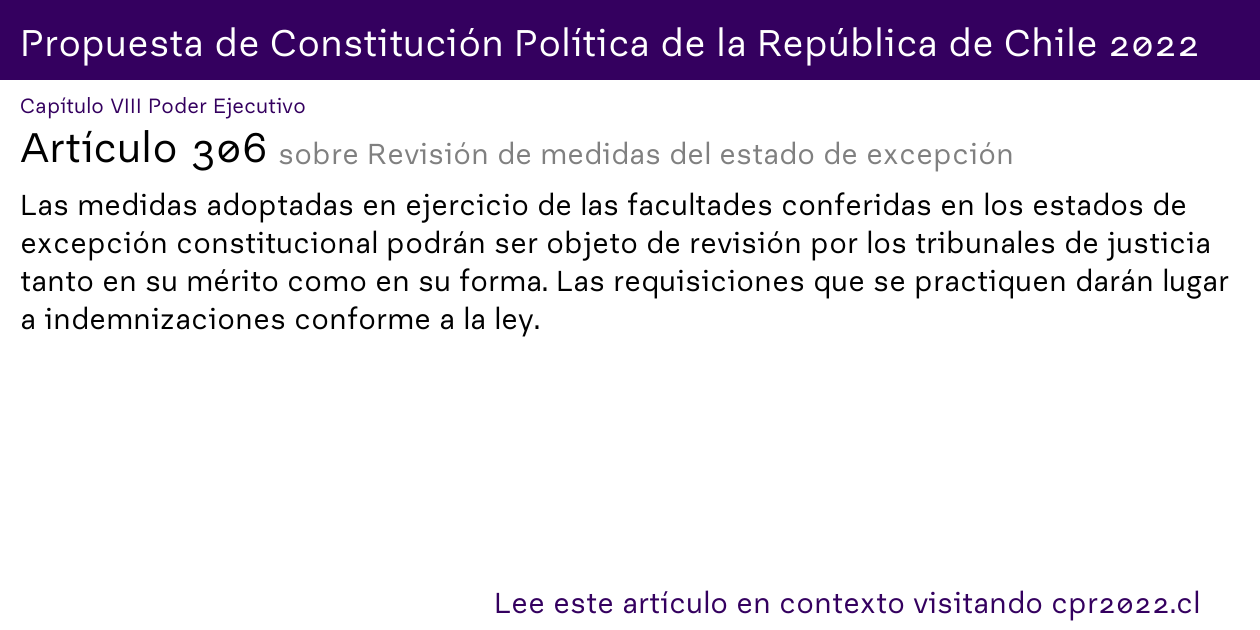 Propuesta de Constitución Política de la República de Chile 2022
Capítulo VIII Poder Ejecutivo
Artículo 306 sobre Revisión de medidas del estado de excepción
Las medidas adoptadas en ejercicio de las facultades conferidas en los estados de
excepción constitucional podrán ser objeto de revisión por los tribunales de justicia
tanto en su mérito como en su forma. Las requisiciones que se practiquen darán lugar
a indemnizaciones conforme a la ley.
Lee este artículo en contexto visitando cpr2022.cl